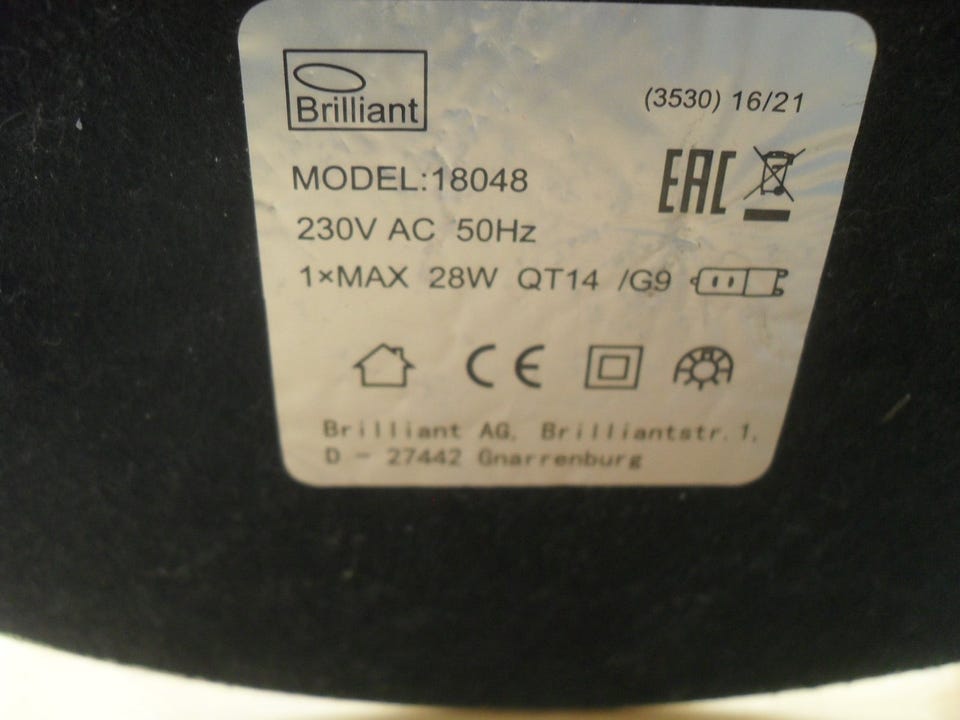 Brilliant
(3530) 16/21
MODEL:18048
EAC
230V AC 50Hz
1×MAX 28W QT14 /G9
CE
Brilliant AG, Brilliantstr.1,
D - 27442 Gnarrenburg